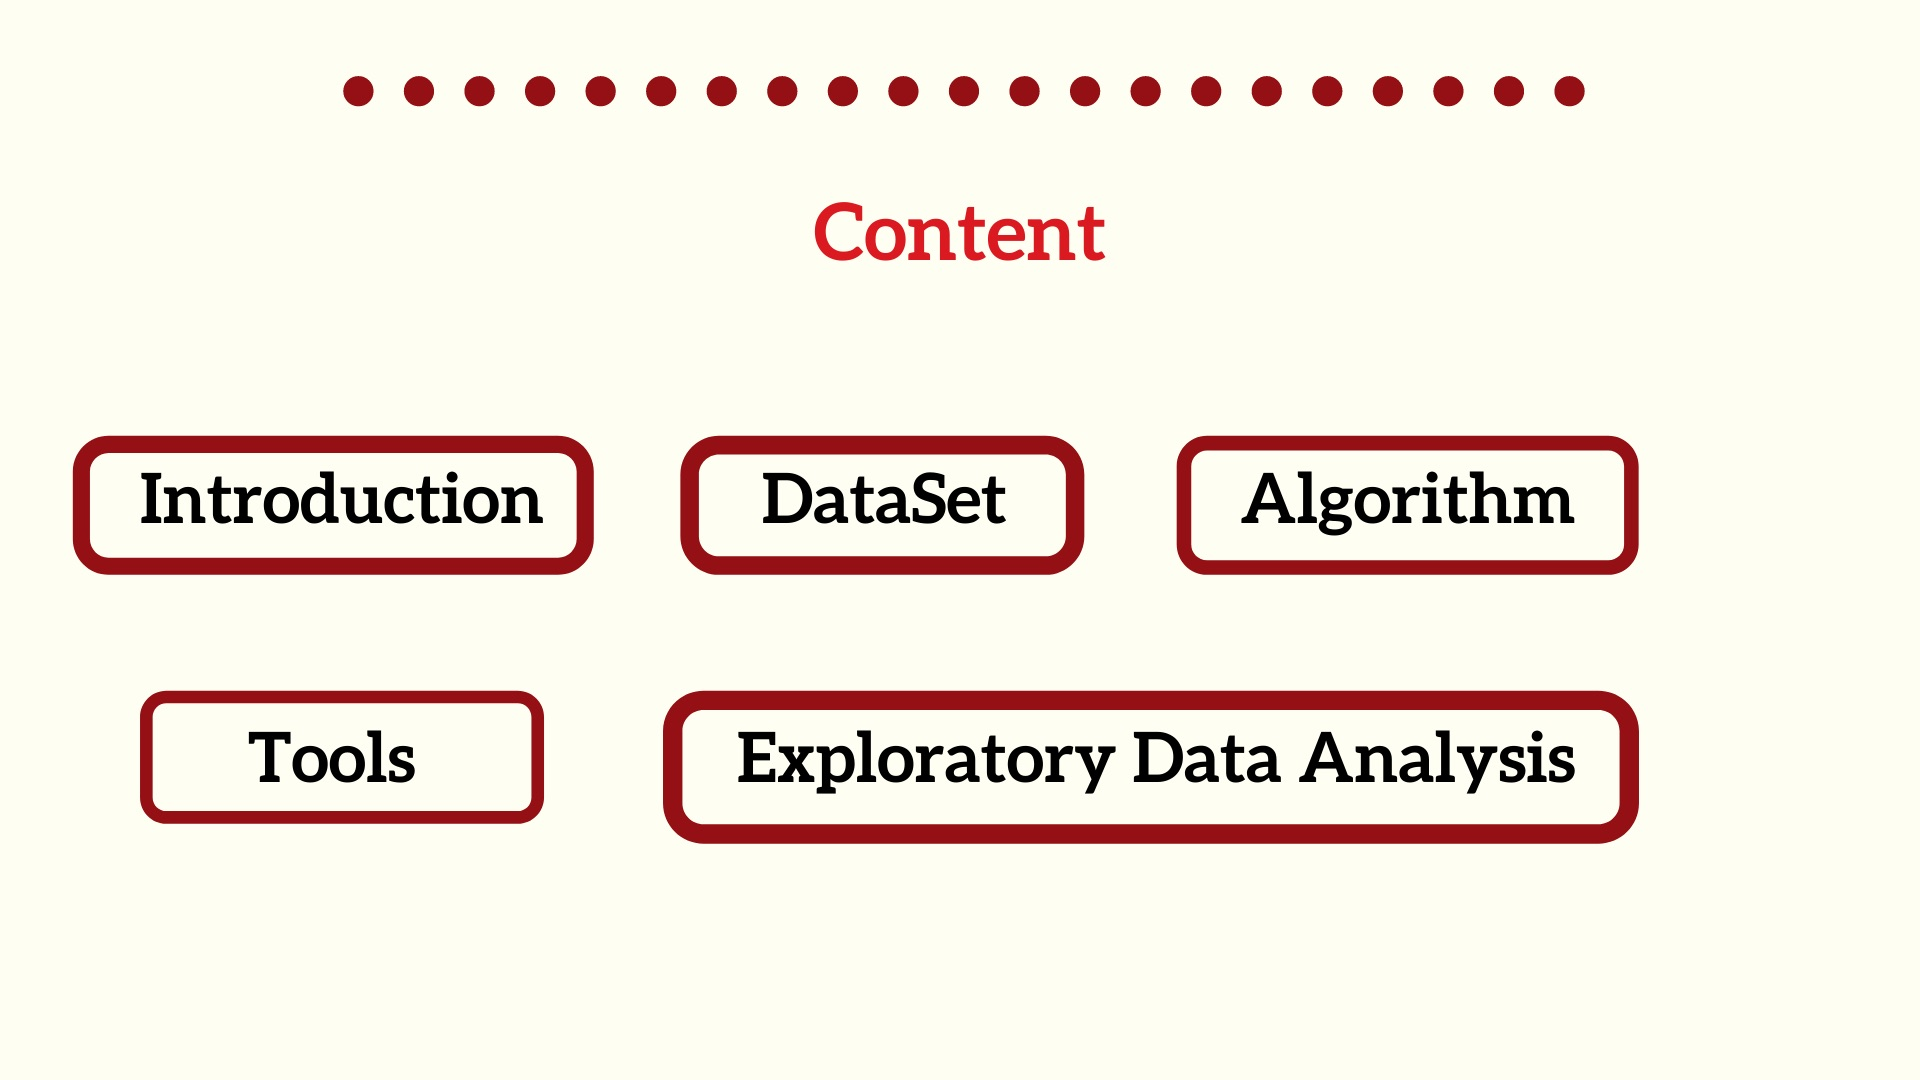 Content
Introduction
DataSet
Algorithm
Tools
Exploratory Data Analysis